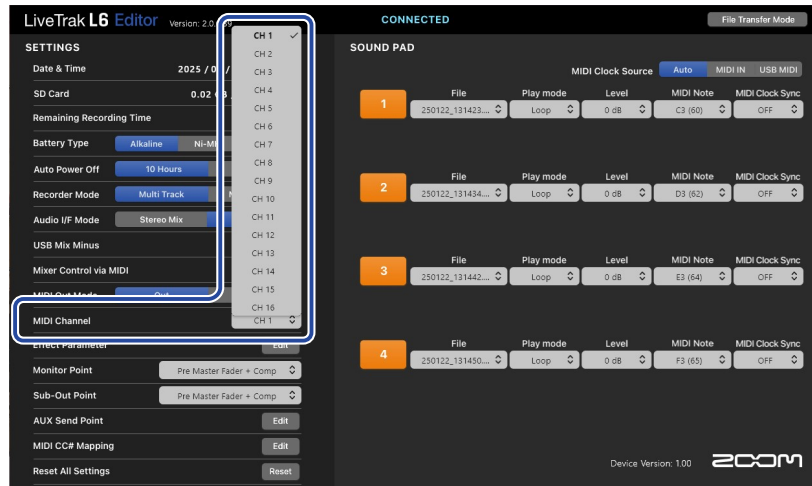 LiveTrak L6 Editor Version: 2.0
CONNECTED
File Transfer Mode
SETTINGS
Date & Time 2025 / 0
SD Card 0.02
Remaining Recording Time
Battery Type Alkaline
Auto Power Off 10 Hours
Recorder Mode Multi Track
Audio I/F Mode Stereo Mix
USB Mix Minus
Mixer Control via MIDI
MIDI Out Mode Out
MIDI Channel CH 1
Effect Parameter Edit
Monitor Point Pre Master Fader + Comp
Sub-Out Point Pre Master Fader + Comp
AUX Send Point Edit
MIDI CC# Mapping Edit
Reset All Settings Reset
CH 1
CH 2
CH 3
CH 4
CH 5
CH 6
CH 7
CH 8
CH 9
CH 10
CH 11
CH 12
CH 13
CH 14
CH 15
CH 16
SOUND PAD
MIDI Clock Source Auto MIDI IN USB MIDI
File Play mode Level MIDI Note MIDI Clock Sync
1 250122_131423.... Loop 0 dB C3 (60) OFF
File Play mode Level MIDI Note MIDI Clock Sync
2 250122_131434.... Loop 0 dB D3 (62) OFF
File Play mode Level MIDI Note MIDI Clock Sync
3 250122_131442.... Loop 0 dB E3 (64) OFF
File Play mode Level MIDI Note MIDI Clock Sync
4 250122_131450.... Loop 0 dB F3 (65) OFF
Device Version: 1.00 ZOOM